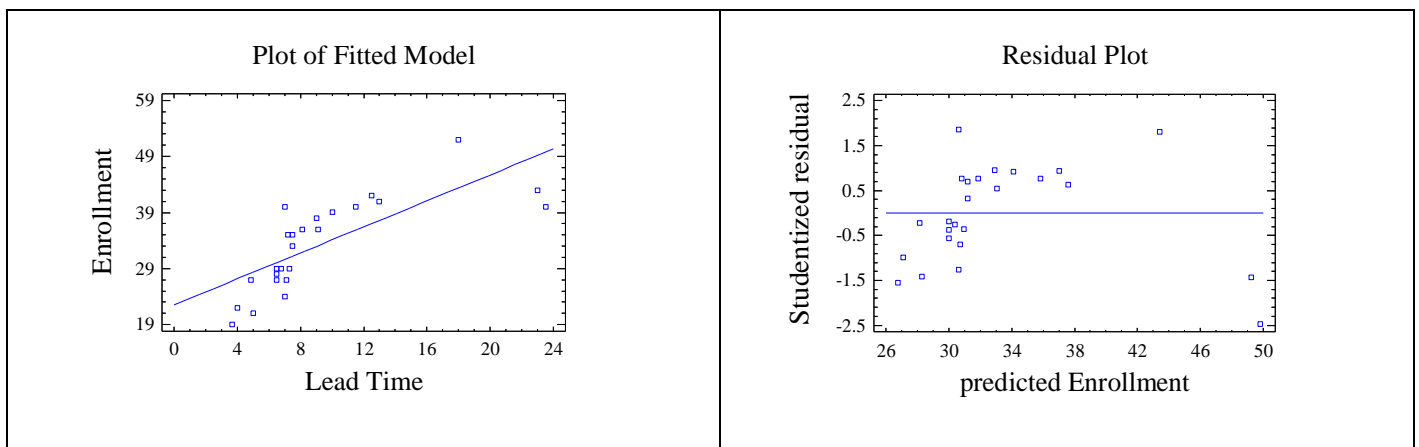 Plot of Fitted Model
Enrollment
59
49
39
29
19
0 4 8 12 16 20 24
Lead Time
Residual Plot
Studentized residual
2.5
1.5
0.5
-0.5
-1.5
-2.5
26 30 34 38 42 46 50
predicted Enrollment